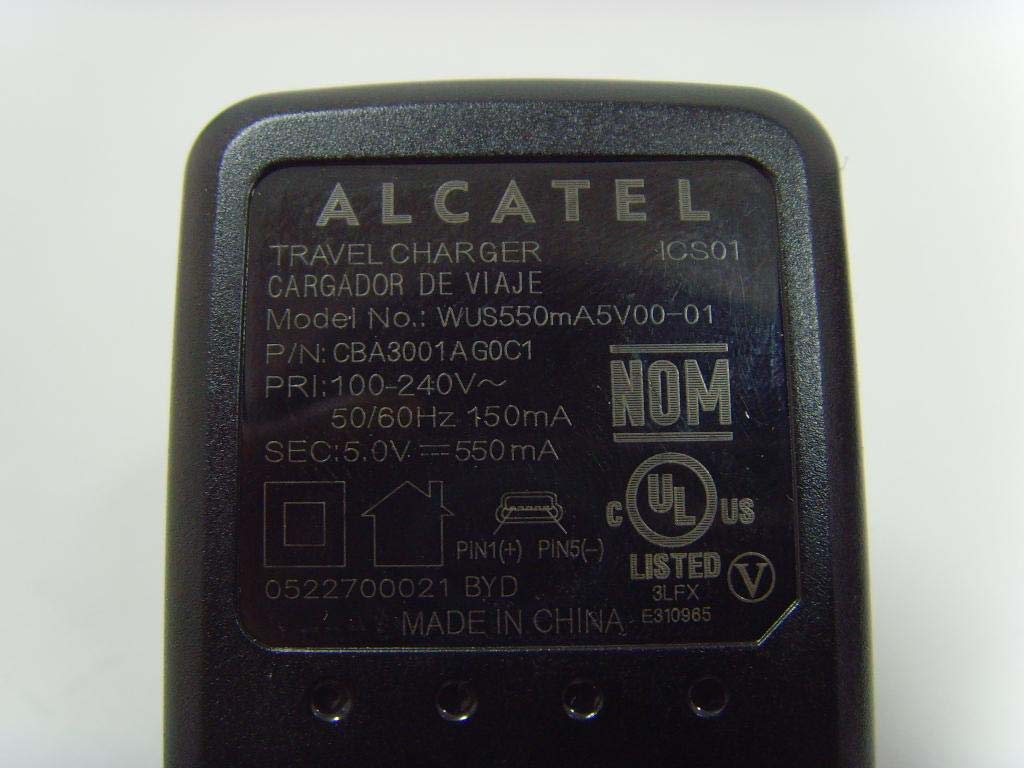 ALCATEL
TRAVEL CHARGER ICS01
CARGADOR DE VIAJE
Model No.: WUS550mA5V00-01
P/N: CBA3001AG0C1
PRI:100-240V~
50/60Hz 150mA
SEC:5.0V ⎓ 550mA
NOM
C UL US
LISTED
3LFX
E310965
V
PIN1(+) PIN5(-)
0522700021 BYD
MADE IN CHINA